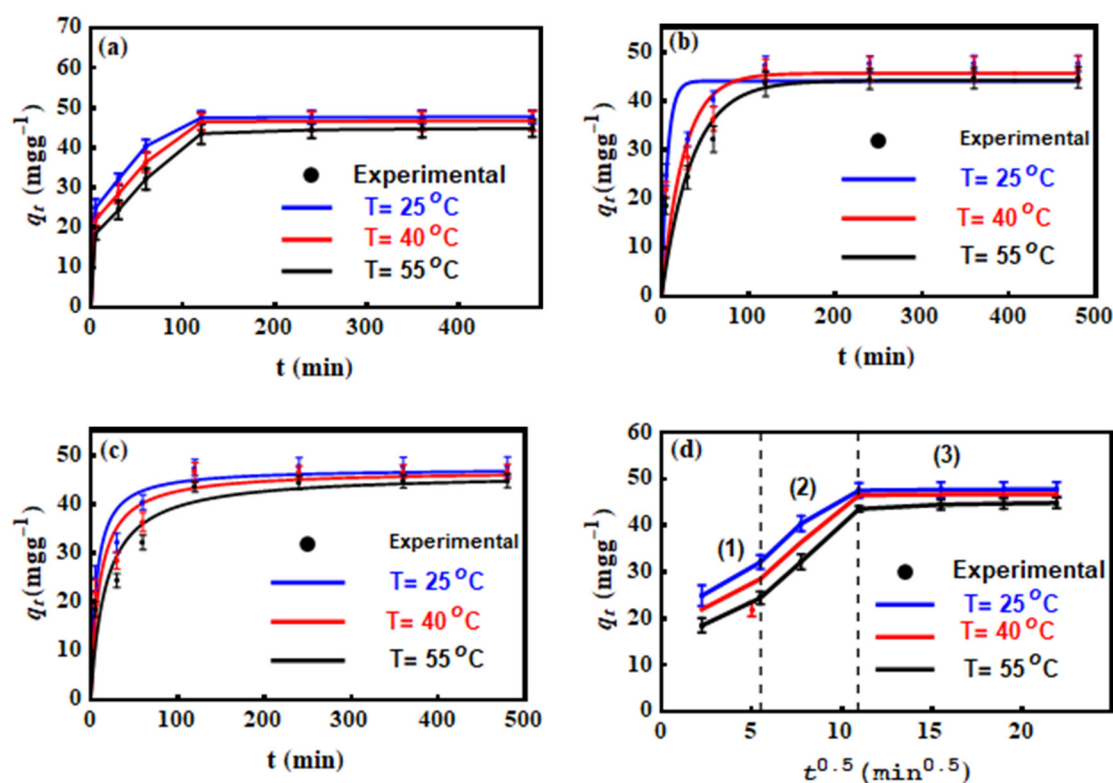 (a)
70
60
50
40
30
20
10
0
qt (mgg⁻¹)
Experimental
T= 25 °C
T= 40 °C
T= 55 °C
0 100 200 300 400
t (min)
(b)
50
40
30
20
10
0
qt (mgg⁻¹)
Experimental
T= 25 °C
T= 40 °C
T= 55 °C
0 100 200 300 400 500
t (min)
(c)
50
40
30
20
10
0
qt (mgg⁻¹)
Experimental
T= 25 °C
T= 40 °C
T= 55 °C
0 100 200 300 400 500
t (min)
(d)
60
50
40
30
20
10
0
qt (mgg⁻¹)
(1)
(2)
(3)
Experimental
T= 25 °C
T= 40 °C
T= 55 °C
0 5 10 15 20
t^0.5 (min^0.5)